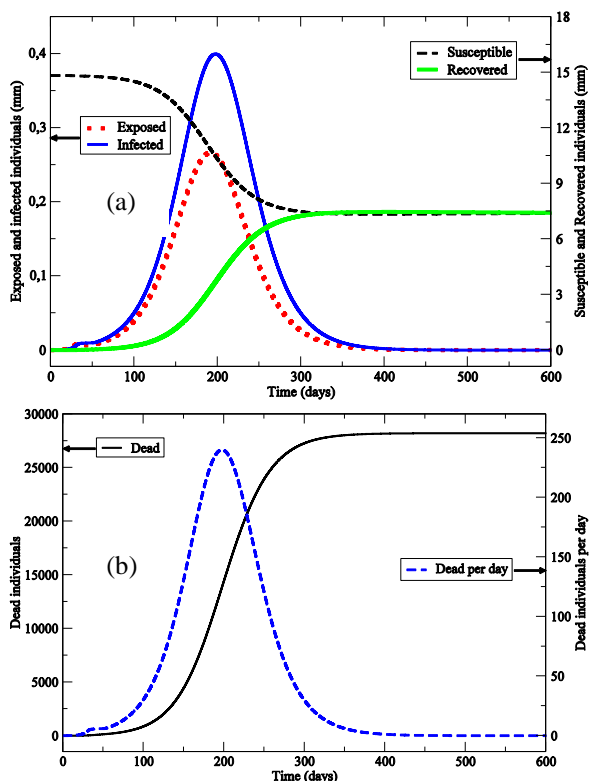 Exposed and infected individuals (mm)
0,4
0,3
0,2
0,1
0
Exposed
Infected
(a)
Susceptible
Recovered
18
15
12
9
6
3
0
Susceptible and Recovered individuals (mm)
0
100
200
300
400
500
600
Time (days)
Dead individuals
30000
25000
20000
15000
10000
5000
0
Dead
(b)
Dead per day
250
200
150
100
50
0
Dead individuals per day
0
100
200
300
400
500
600
Time (days)